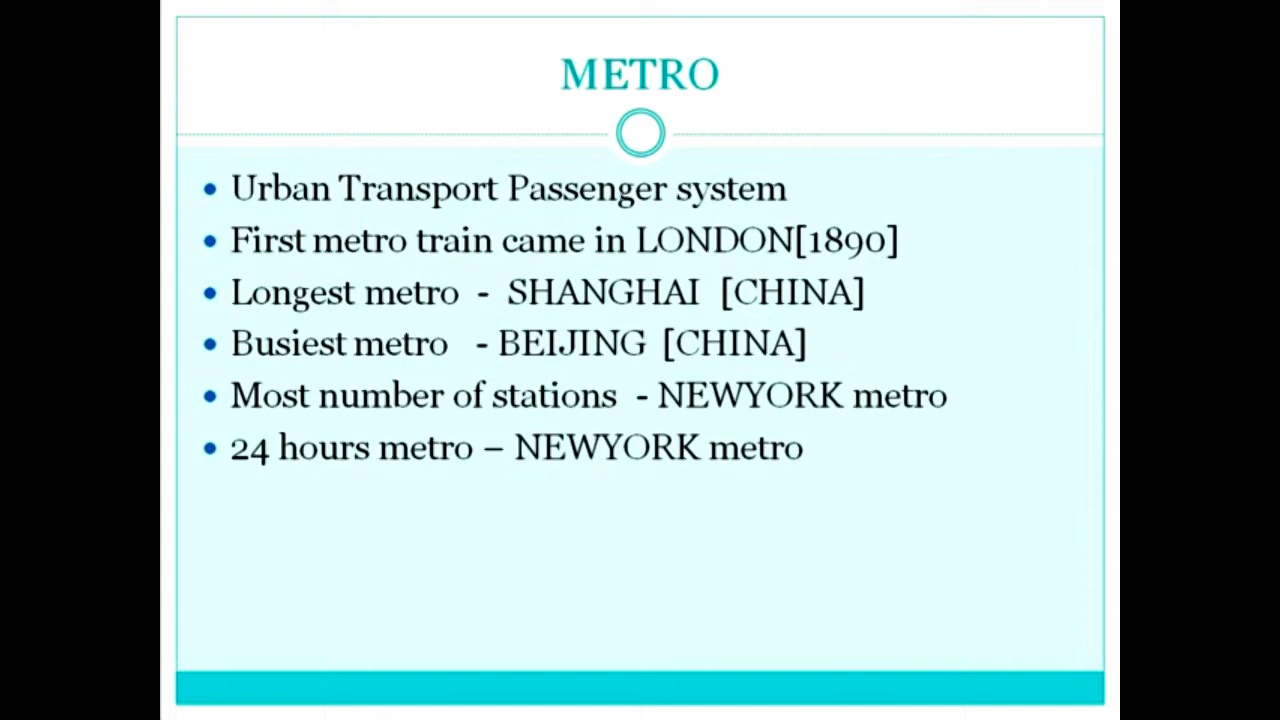 METRO
Urban Transport Passenger system
First metro train came in LONDON[1890]
Longest metro - SHANGHAI [CHINA]
Busiest metro - BEIJING [CHINA]
Most number of stations - NEWYORK metro
24 hours metro – NEWYORK metro